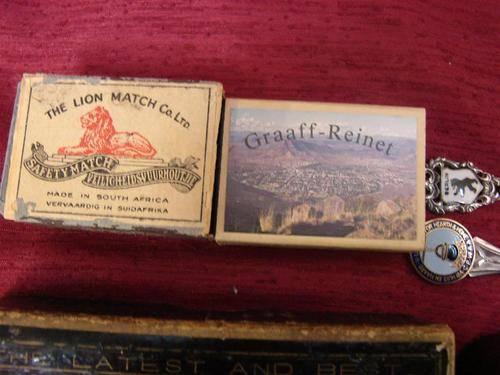 THE LION MATCH Co. LTD
SAFETY MATCH
VEILIGHEIDSVUURHOUTJIE
MADE IN SOUTH AFRICA
VERVAARDIG IN SUIDAFRIKA
Graaff-Reinet
BERLIN
LATEST AND BEST